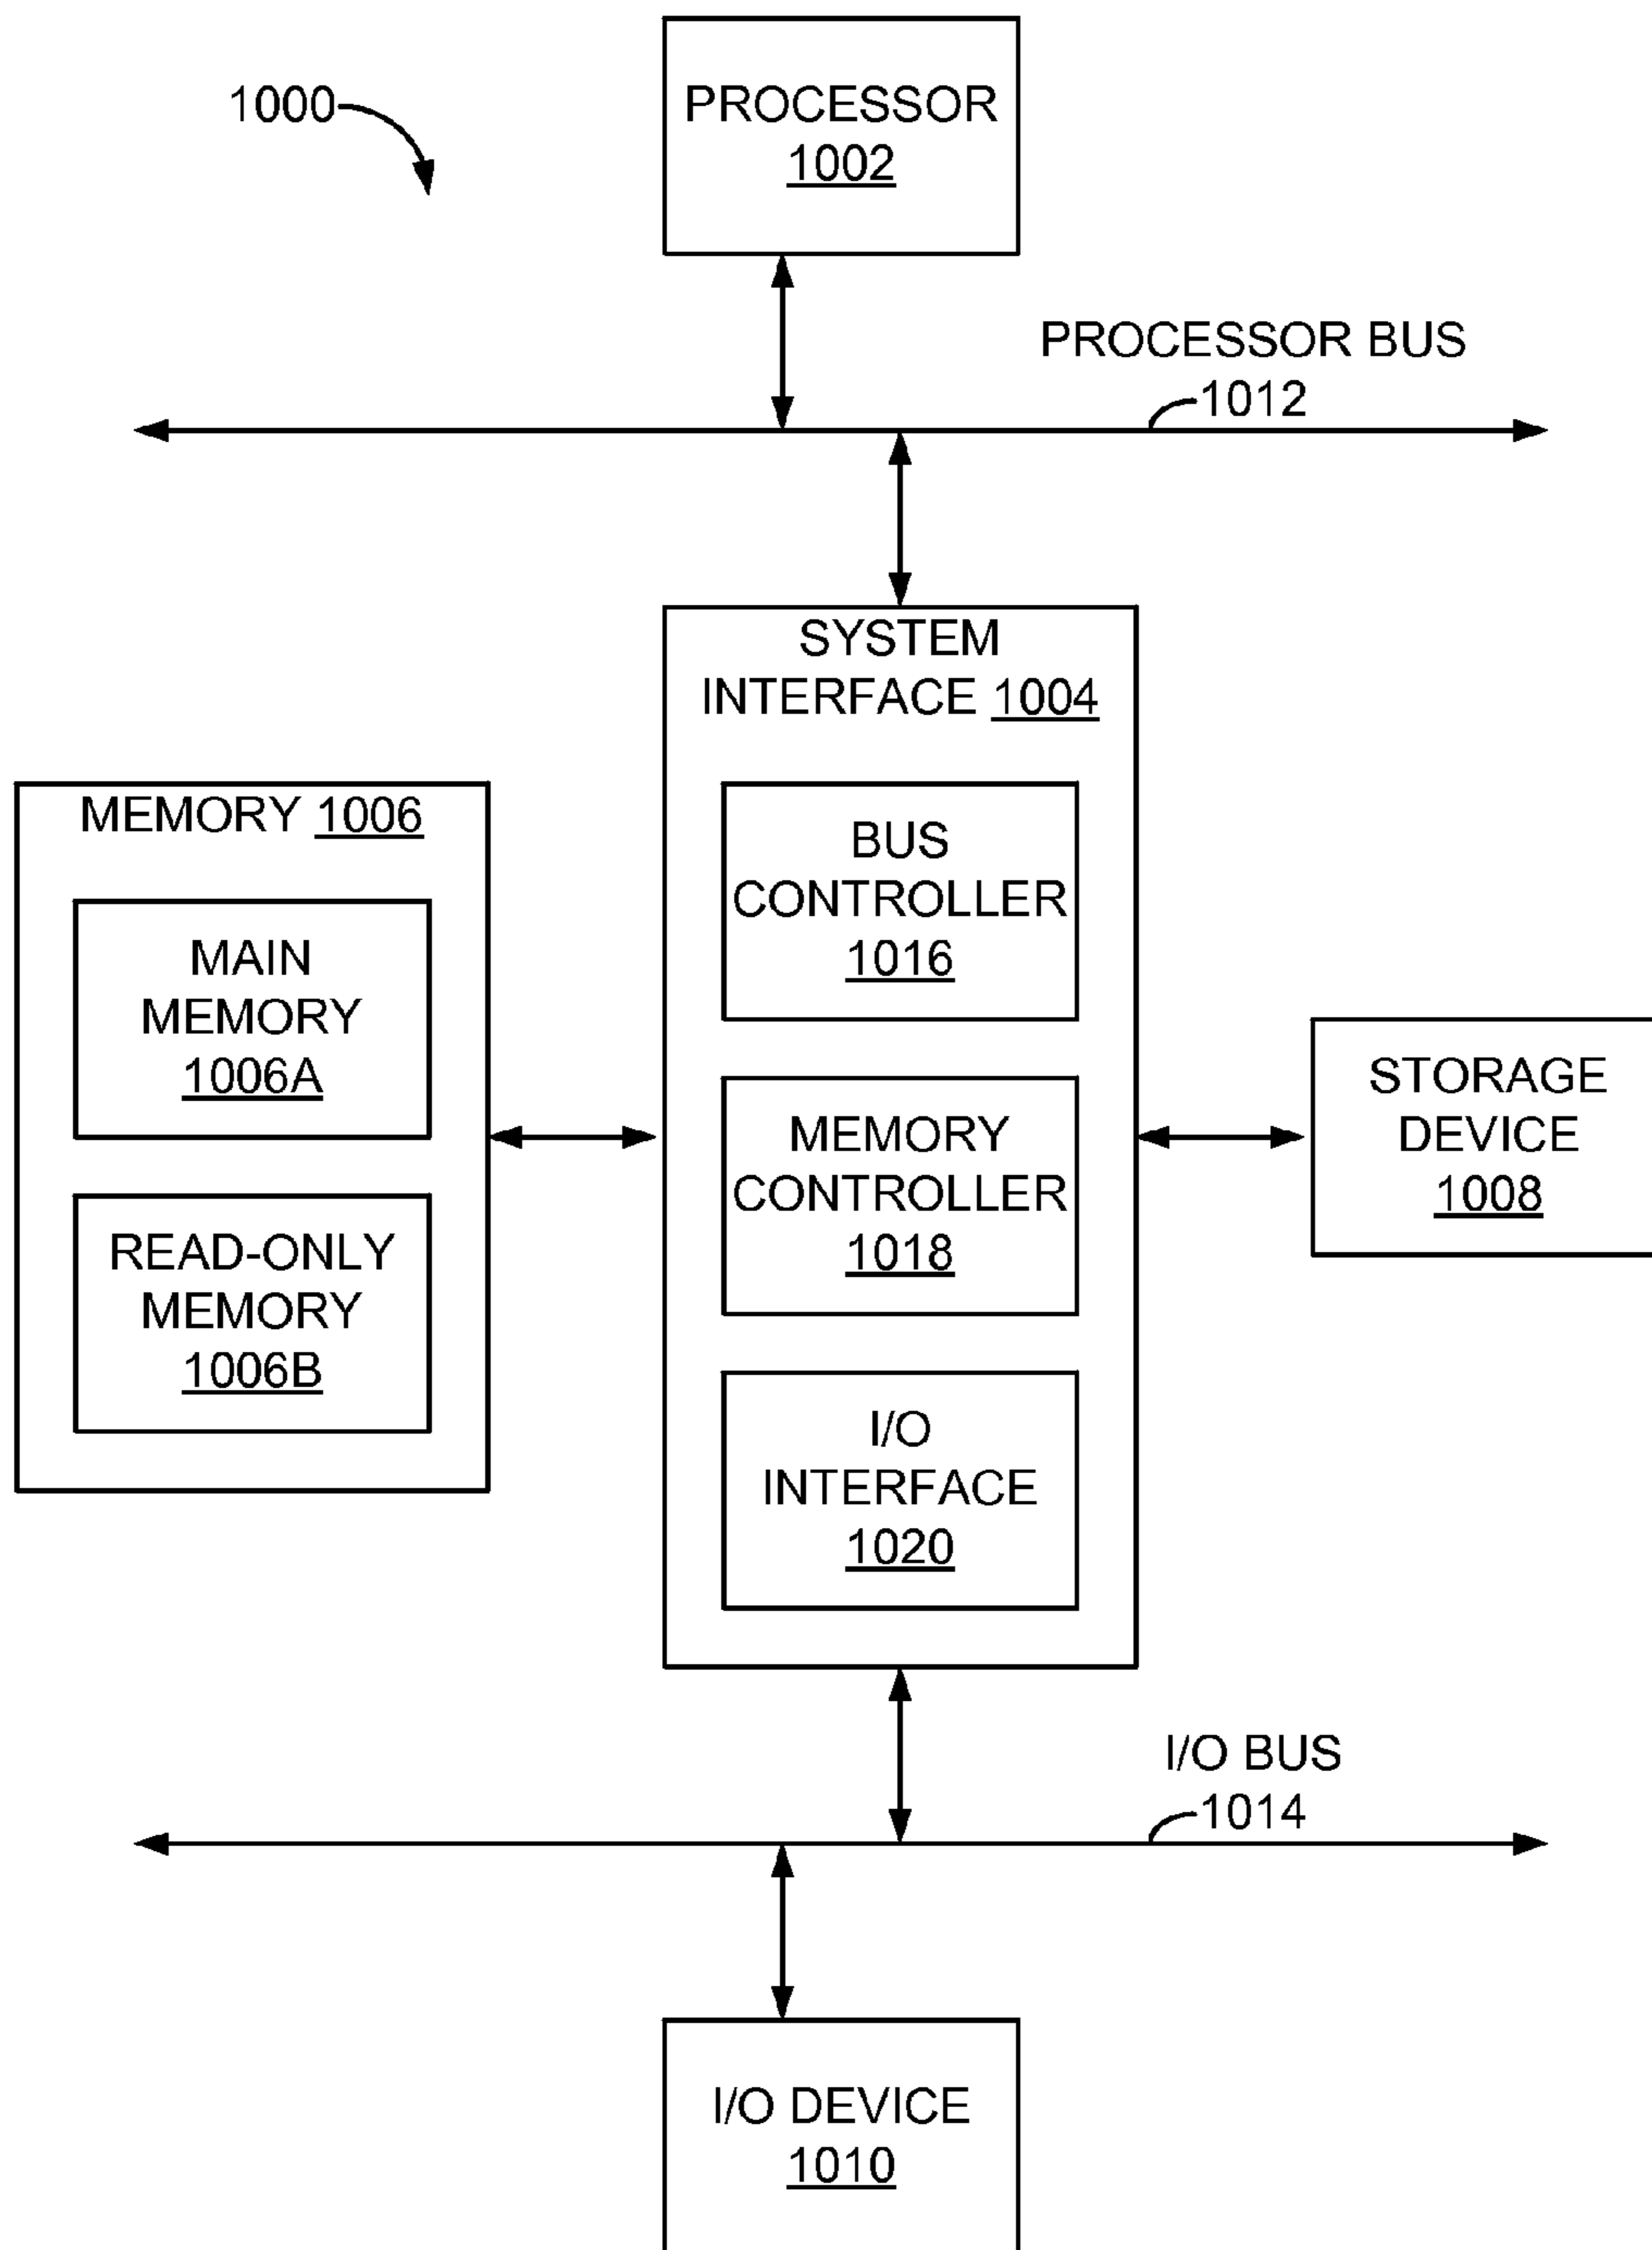 1000
PROCESSOR
1002
PROCESSOR BUS
1012
SYSTEM
INTERFACE 1004
MEMORY 1006
BUS
CONTROLLER
1016
MAIN
MEMORY
1006A
MEMORY
CONTROLLER
1018
STORAGE
DEVICE
1008
READ-ONLY
MEMORY
1006B
I/O
INTERFACE
1020
I/O BUS
1014
I/O DEVICE
1010